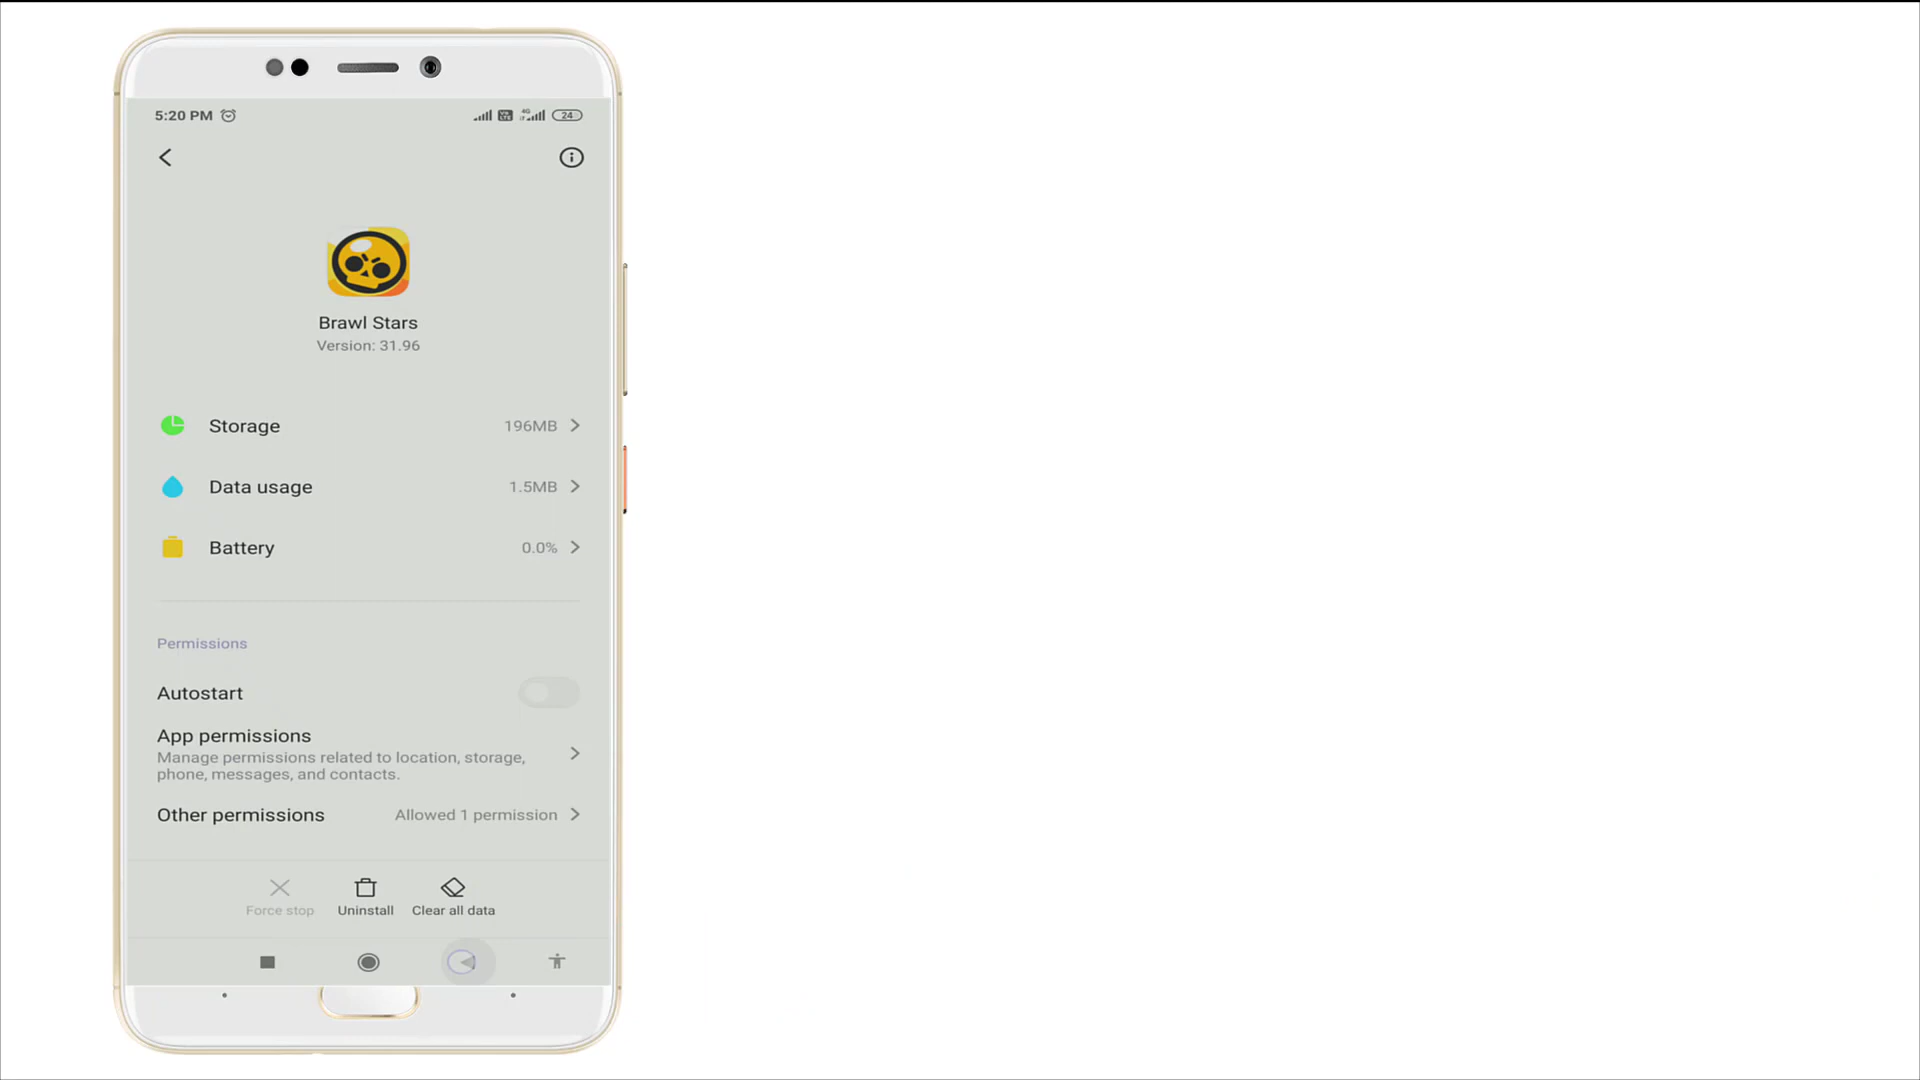 5:20 PM 4G 24
Brawl Stars
Version: 31.96
Storage 196MB
Data usage 1.5MB
Battery 0.0%
Permissions
Autostart
App permissions
Manage permissions related to location, storage,
phone, messages, and contacts.
Other permissions Allowed 1 permission
Force stop Uninstall Clear all data